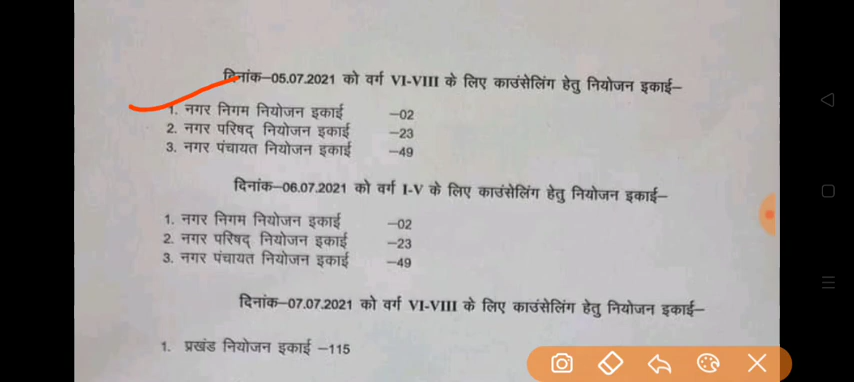 दिनांक–05.07.2021 को वर्ग VI-VIII के लिए काउंसेलिंग हेतु नियोजन इकाई–
1. नगर निगम नियोजन इकाई –02
2. नगर परिषद् नियोजन इकाई –23
3. नगर पंचायत नियोजन इकाई –49
दिनांक–06.07.2021 को वर्ग I-V के लिए काउंसेलिंग हेतु नियोजन इकाई–
1. नगर निगम नियोजन इकाई –02
2. नगर परिषद् नियोजन इकाई –23
3. नगर पंचायत नियोजन इकाई –49
दिनांक–07.07.2021 को वर्ग VI-VIII के लिए काउंसेलिंग हेतु नियोजन इकाई–
1. प्रखंड नियोजन इकाई –115